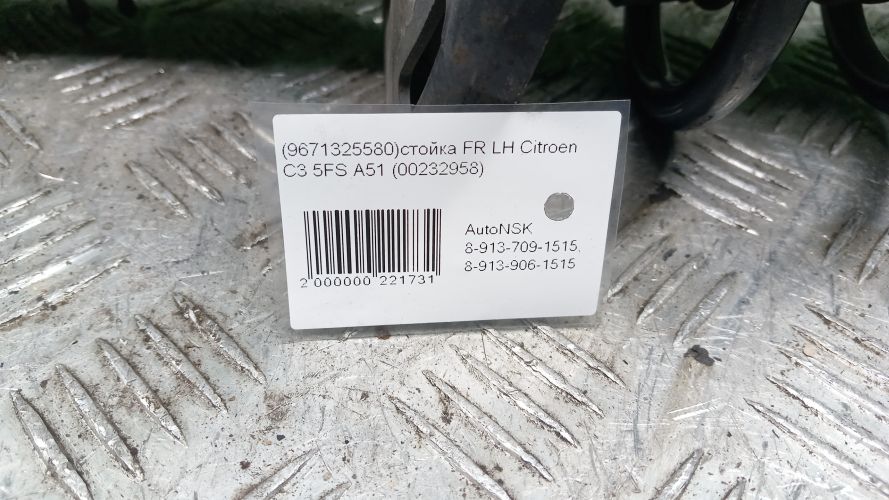 (9671325580)стойка FR LH Citroen
C3 5FS A51 (00232958)
AutoNSK
8-913-709-1515,
8-913-906-1515
2 000000 221731